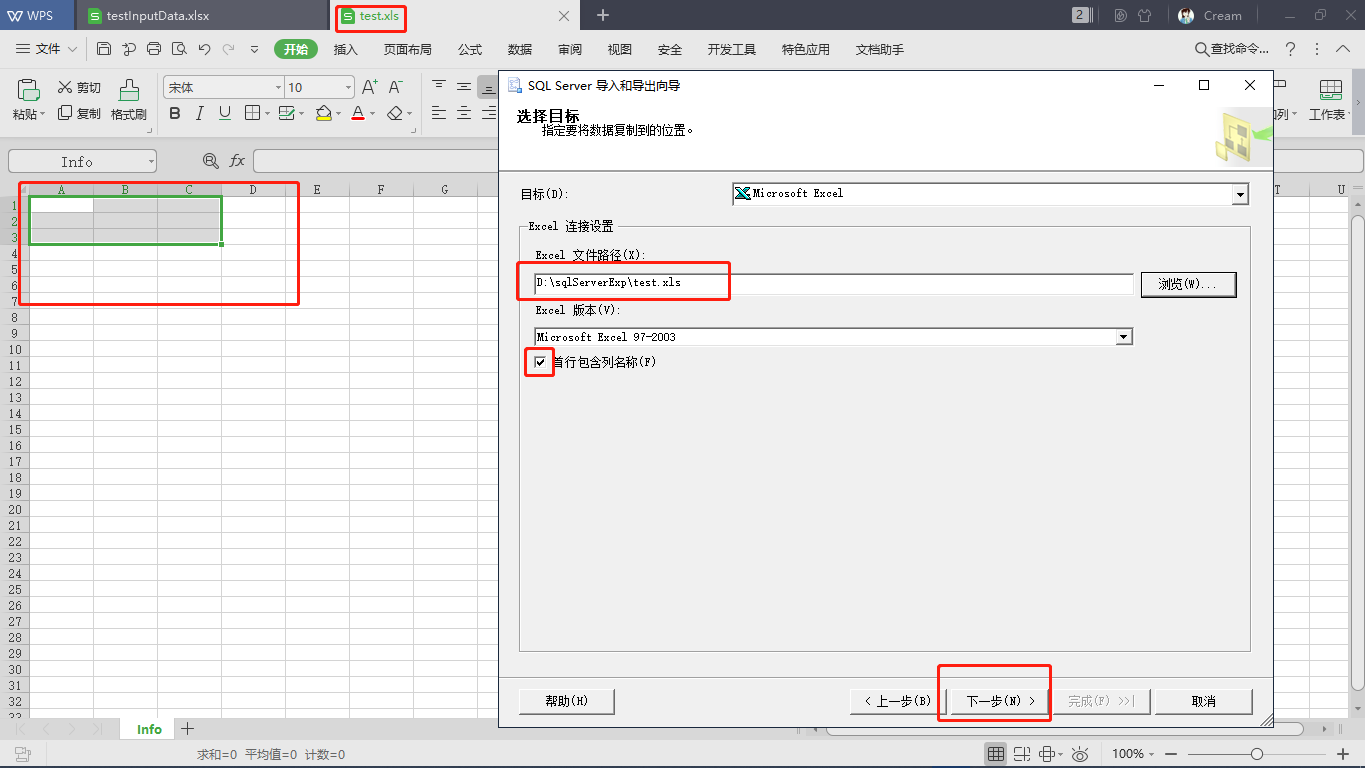 WPS testInputData.xlsx test.xls 2 Cream
文件 开始 插入 页面布局 公式 数据 审阅 视图 安全 开发工具 特色应用 文档助手 查找命令...
粘贴 剪切 复制 格式刷 宋体 10 A+ A- B I U A 列 工作表
Info fx
A B C D E F G T U
1
2
3
4
5
6
7
8
9
10
11
12
13
14
15
16
17
18
19
20
21
22
23
24
25
26
27
28
29
30
31
32
33
SQL Server 导入和导出向导
选择目标
指定要将数据复制到的位置。
目标(D): Microsoft Excel
Excel 连接设置
Excel 文件路径(X):
D:\sqlServerExp\test.xls 浏览(W)...
Excel 版本(V):
Microsoft Excel 97-2003
首行包含列名称(F)
帮助(H) < 上一步(B) 下一步(N) > 完成(F) >>| 取消
Info
求和=0 平均值=0 计数=0 100%